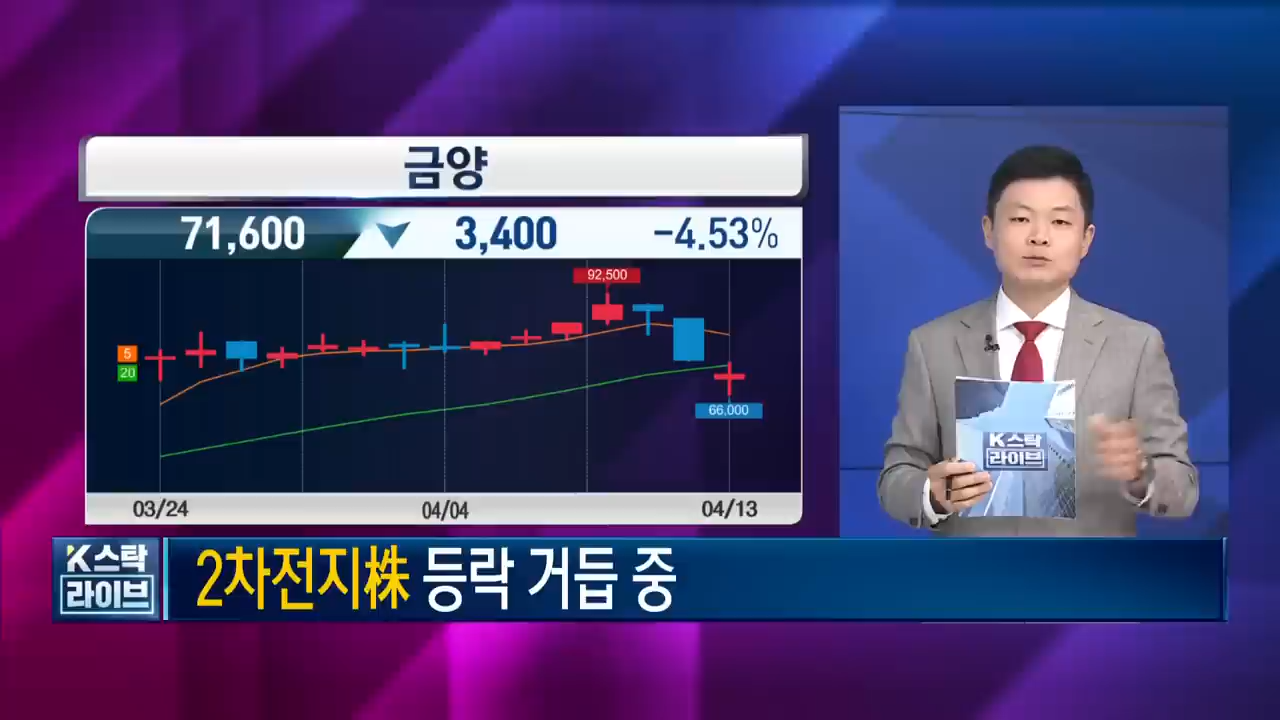 금양
71,600 ▼ 3,400 -4.53%
92,500
5
20
66,000
03/24 04/04 04/13
K스탁
라이브
K스탁
라이브
2차전지株 등락 거듭 중